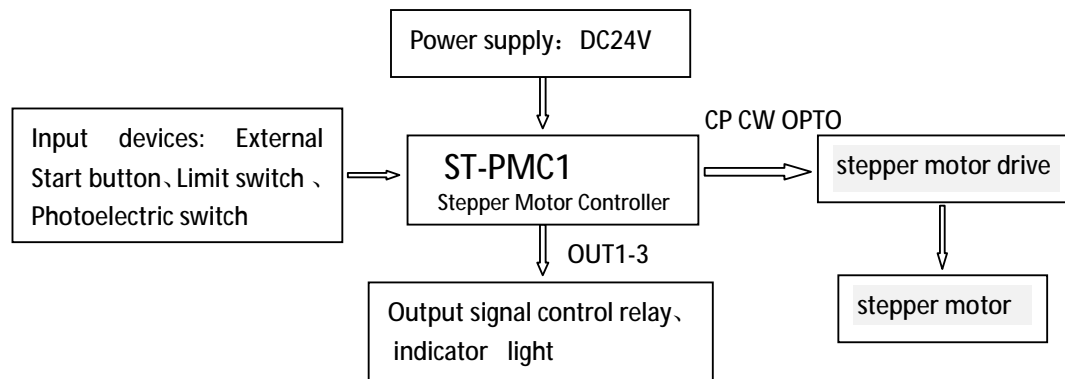 Power supply：DC24V
Input devices: External
Start button、Limit switch 、
Photoelectric switch
ST-PMC1
Stepper Motor Controller
CP CW OPTO
stepper motor drive
OUT1-3
Output signal control relay、
indicator light
stepper motor